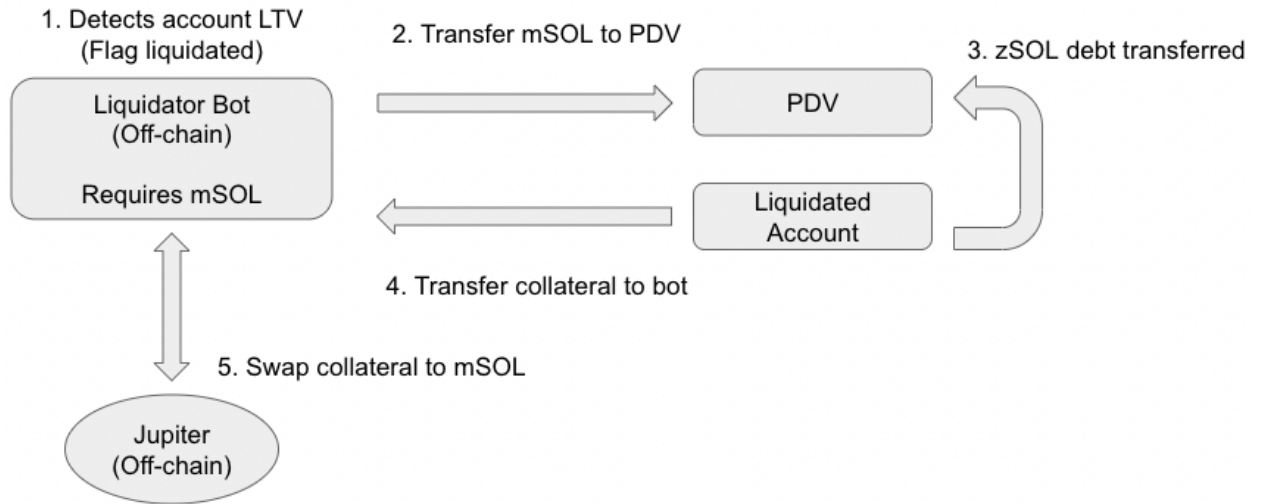 1. Detects account LTV
(Flag liquidated)
2. Transfer mSOL to PDV
3. zSOL debt transferred
Liquidator Bot
(Off-chain)
Requires mSOL
PDV
Liquidated
Account
4. Transfer collateral to bot
5. Swap collateral to mSOL
Jupiter
(Off-chain)